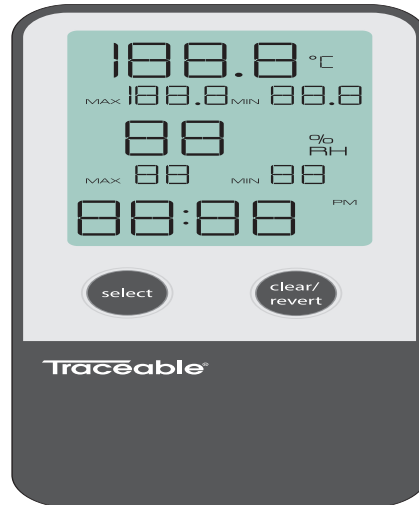 188.8 °C
MAX 188.8 MIN 88.8
88 % RH
MAX 88 MIN 88
88:88 PM
select
clear/
revert
Traceable®